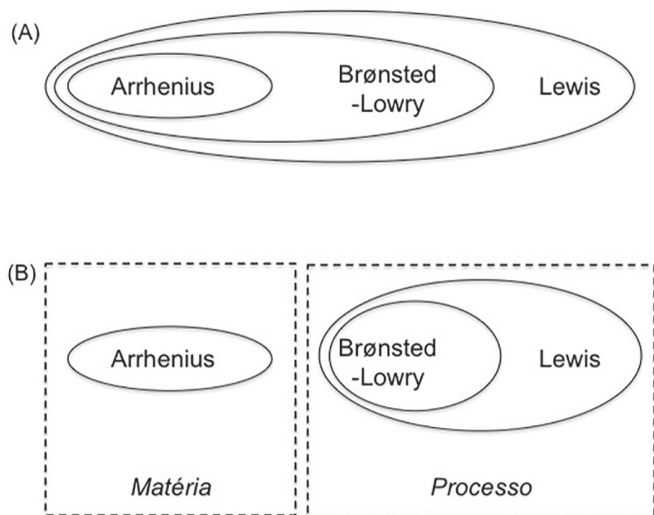 (A)
Arrhenius
Brønsted
-Lowry
Lewis
(B)
Arrhenius
Brønsted
-Lowry
Lewis
Matéria
Processo